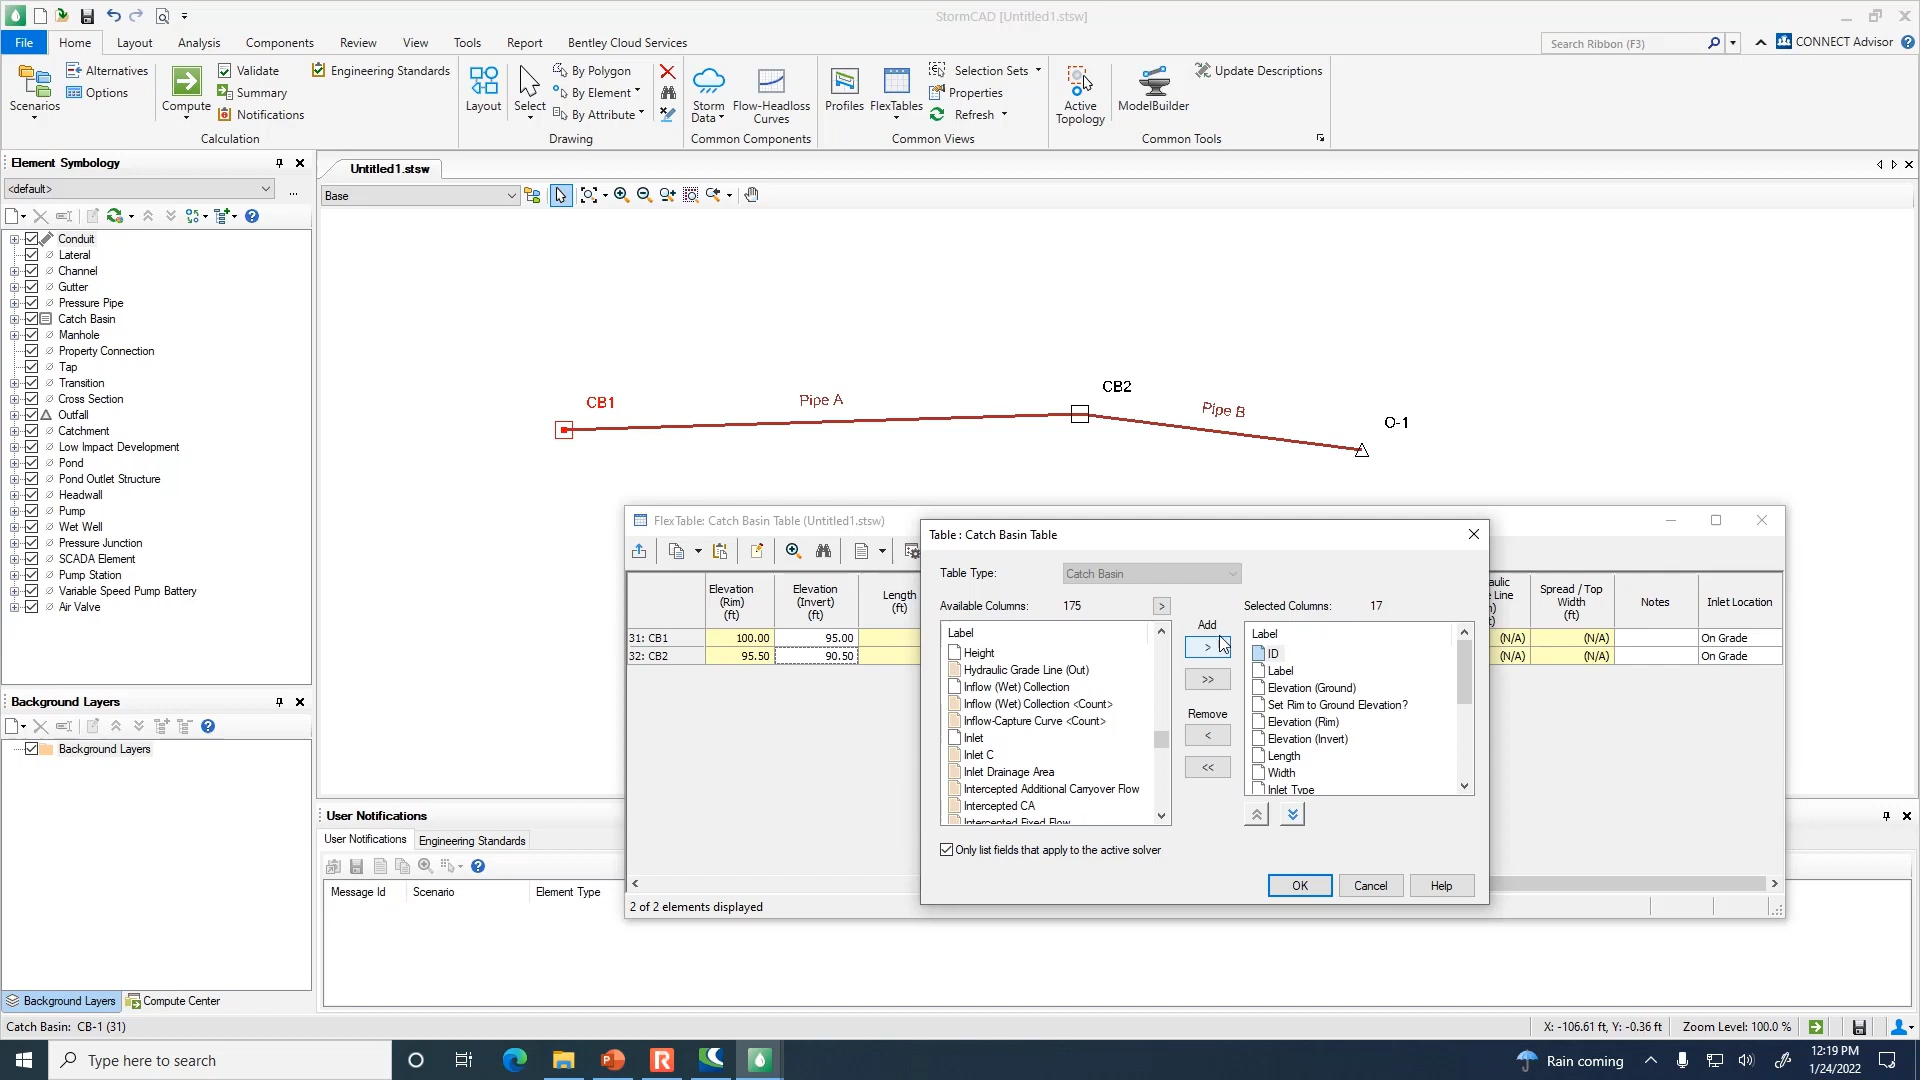 StormCAD [Untitled1.stsw]
File Home Layout Analysis Components Review View Tools Report Bentley Cloud Services
Search Ribbon (F3)
CONNECT Advisor
Scenarios
Alternatives
Options
Compute
Validate
Summary
Notifications
Engineering Standards
Calculation
Layout
Select
By Polygon
By Element
By Attribute
Drawing
Storm Data
Flow-Headloss Curves
Common Components
Profiles
FlexTables
Selection Sets
Properties
Refresh
Common Views
Active Topology
ModelBuilder
Update Descriptions
Common Tools
Element Symbology
<default>
...
Conduit
Lateral
Channel
Gutter
Pressure Pipe
Catch Basin
Manhole
Property Connection
Tap
Transition
Cross Section
Outfall
Catchment
Low Impact Development
Pond
Pond Outlet Structure
Headwall
Pump
Wet Well
Pressure Junction
SCADA Element
Pump Station
Variable Speed Pump Battery
Air Valve
Background Layers
Background Layers
Background Layers Compute Center
Untitled1.stsw
Base
CB1
Pipe A
CB2
Pipe B
O-1
User Notifications
User Notifications Engineering Standards
Message Id Scenario Element Type
FlexTable: Catch Basin Table (Untitled1.stsw)
Elevation (Rim) (ft)
Elevation (Invert) (ft)
Length (ft)
Spread / Top Width (ft)
Notes
Inlet Location
31: CB1 100.00 95.00 (N/A) (N/A) On Grade
32: CB2 95.50 90.50 (N/A) (N/A) On Grade
2 of 2 elements displayed
Table : Catch Basin Table
Table Type: Catch Basin
Available Columns: 175 >
Label
Height
Hydraulic Grade Line (Out)
Inflow (Wet) Collection
Inflow (Wet) Collection <Count>
Inflow-Capture Curve <Count>
Inlet
Inlet C
Inlet Drainage Area
Intercepted Additional Carryover Flow
Intercepted CA
Intercepted Fixed Flow
Add
>
>>
Remove
<
<<
Selected Columns: 17
Label
ID
Label
Elevation (Ground)
Set Rim to Ground Elevation?
Elevation (Rim)
Elevation (Invert)
Length
Width
Inlet Type
Only list fields that apply to the active solver
OK Cancel Help
Catch Basin: CB-1 (31)
X: -106.61 ft, Y: -0.36 ft Zoom Level: 100.0 %
Type here to search
Rain coming
12:19 PM
1/24/2022